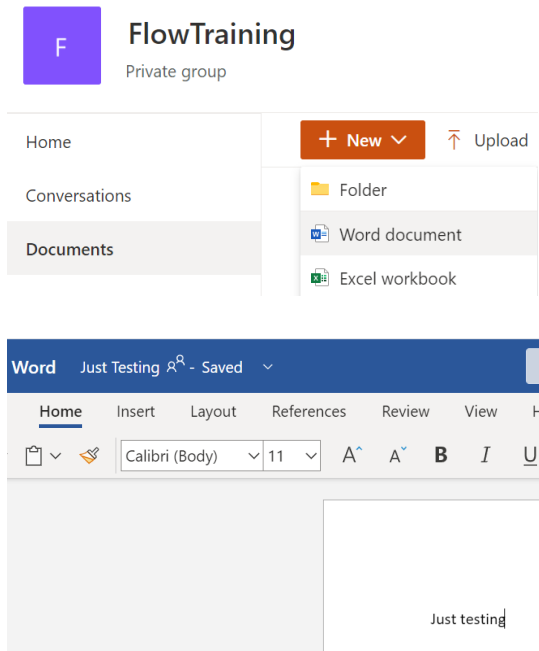 F
FlowTraining
Private group
Home
Conversations
Documents
New
Upload
Folder
Word document
Excel workbook
Word Just Testing - Saved
Home Insert Layout References Review View H
Calibri (Body) 11 A A B I U
Just testing